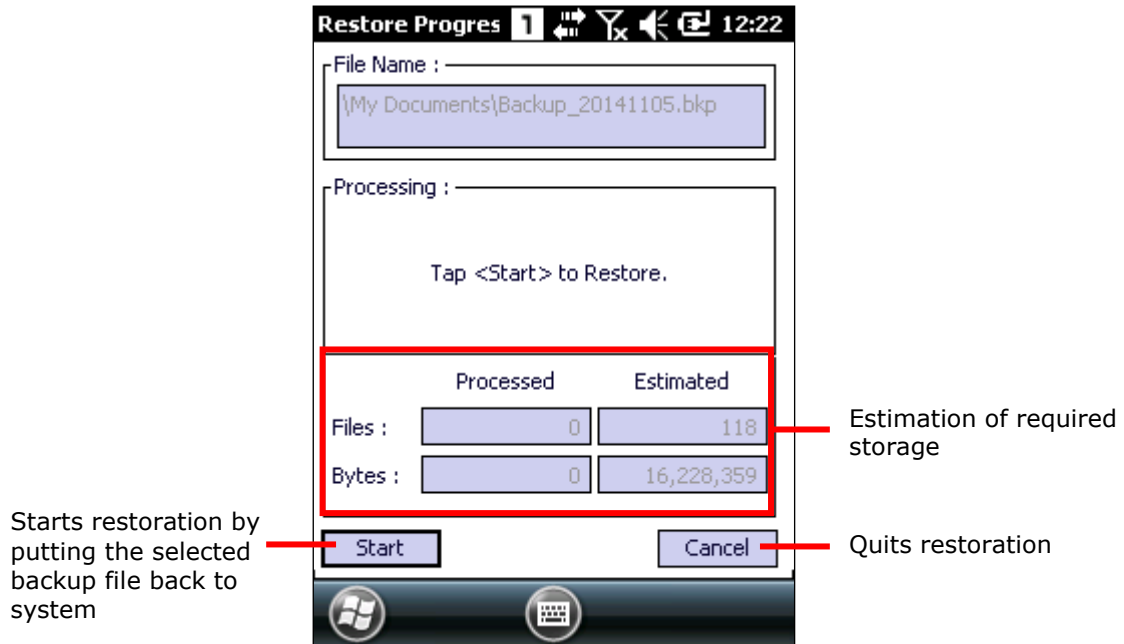 Restore Progres 1 12:22
File Name :
\My Documents\Backup_20141105.bkp
Processing :
Tap <Start> to Restore.
Processed Estimated
Files : 0 118
Bytes : 0 16,228,359
Estimation of required
storage
Start Cancel
Starts restoration by
putting the selected
backup file back to
system
Quits restoration